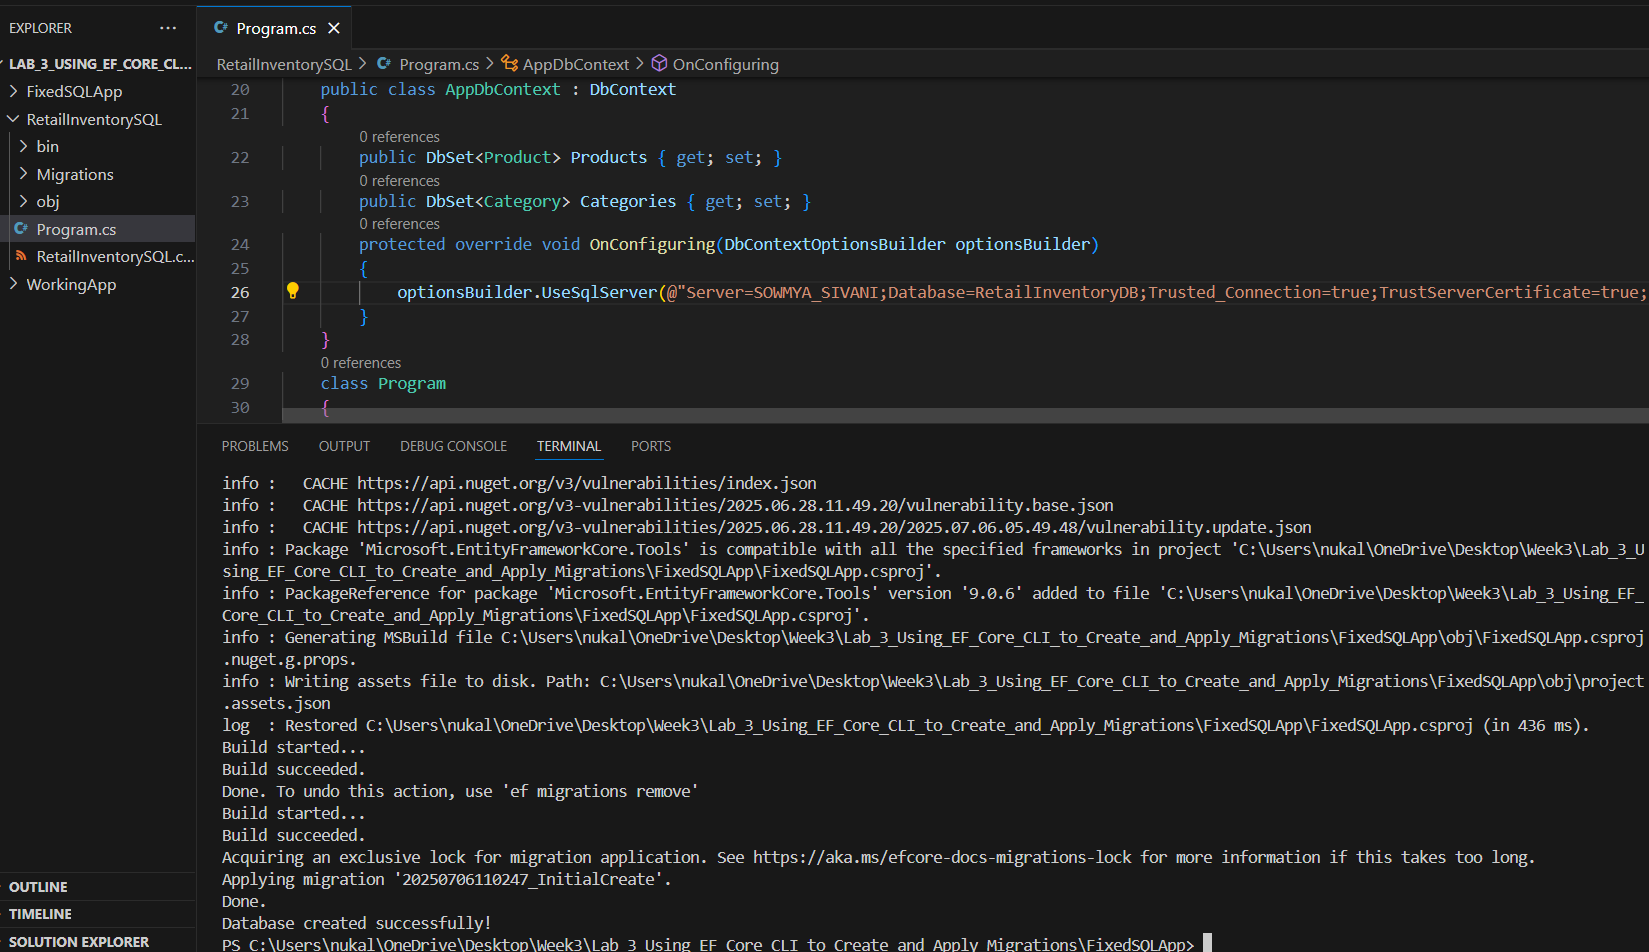 EXPLORER
LAB_3_USING_EF_CORE_CL...
FixedSQLApp
RetailInventorySQL
bin
Migrations
obj
Program.cs
RetailInventorySQL.c...
WorkingApp
OUTLINE
TIMELINE
SOLUTION EXPLORER
Program.cs
RetailInventorySQL > Program.cs > AppDbContext > OnConfiguring
20 public class AppDbContext : DbContext
21 {
0 references
22 public DbSet<Product> Products { get; set; }
0 references
23 public DbSet<Category> Categories { get; set; }
0 references
24 protected override void OnConfiguring(DbContextOptionsBuilder optionsBuilder)
25 {
26 optionsBuilder.UseSqlServer(@"Server=SOWMYA_SIVANI;Database=RetailInventoryDB;Trusted_Connection=true;TrustServerCertificate=true;
27 }
28 }
0 references
29 class Program
30 {
PROBLEMS OUTPUT DEBUG CONSOLE TERMINAL PORTS
info :   CACHE https://api.nuget.org/v3/vulnerabilities/index.json
info :   CACHE https://api.nuget.org/v3-vulnerabilities/2025.06.28.11.49.20/vulnerability.base.json
info :   CACHE https://api.nuget.org/v3-vulnerabilities/2025.06.28.11.49.20/2025.07.06.05.49.48/vulnerability.update.json
info : Package 'Microsoft.EntityFrameworkCore.Tools' is compatible with all the specified frameworks in project 'C:\Users\nukal\OneDrive\Desktop\Week3\Lab_3_U
sing_EF_Core_CLI_to_Create_and_Apply_Migrations\FixedSQLApp\FixedSQLApp.csproj'.
info : PackageReference for package 'Microsoft.EntityFrameworkCore.Tools' version '9.0.6' added to file 'C:\Users\nukal\OneDrive\Desktop\Week3\Lab_3_Using_EF_
Core_CLI_to_Create_and_Apply_Migrations\FixedSQLApp\FixedSQLApp.csproj'.
info : Generating MSBuild file C:\Users\nukal\OneDrive\Desktop\Week3\Lab_3_Using_EF_Core_CLI_to_Create_and_Apply_Migrations\FixedSQLApp\obj\FixedSQLApp.csproj
.nuget.g.props.
info : Writing assets file to disk. Path: C:\Users\nukal\OneDrive\Desktop\Week3\Lab_3_Using_EF_Core_CLI_to_Create_and_Apply_Migrations\FixedSQLApp\obj\project
.assets.json
log  : Restored C:\Users\nukal\OneDrive\Desktop\Week3\Lab_3_Using_EF_Core_CLI_to_Create_and_Apply_Migrations\FixedSQLApp\FixedSQLApp.csproj (in 436 ms).
Build started...
Build succeeded.
Done. To undo this action, use 'ef migrations remove'
Build started...
Build succeeded.
Acquiring an exclusive lock for migration application. See https://aka.ms/efcore-docs-migrations-lock for more information if this takes too long.
Applying migration '20250706110247_InitialCreate'.
Done.
Database created successfully!
PS C:\Users\nukal\OneDrive\Desktop\Week3\Lab_3_Using_EF_Core_CLI_to_Create_and_Apply_Migrations\FixedSQLApp>